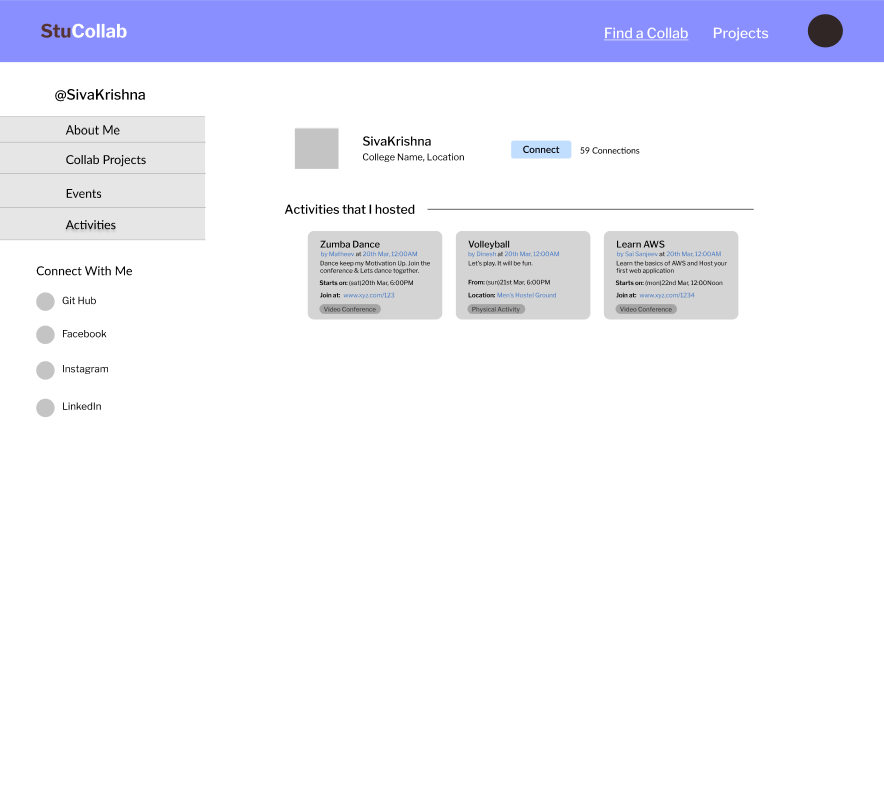 StuCollab
Find a Collab
Projects
@SivaKrishna
About Me
Collab Projects
Events
Activities
Connect With Me
Git Hub
Facebook
Instagram
LinkedIn
SivaKrishna
College Name, Location
Connect
59 Connections
Activities that I hosted
Zumba Dance
by Matheev at 20th Mar, 12:00AM
Dance keep my Motivation Up. Join the
conference & Lets dance together.
Starts on: (sat)20th Mar, 6:00PM
Join at: www.xyz.com/123
Video Conference
Volleyball
by Dinesh at 20th Mar, 12:00AM
Let's play. It will be fun.
From: (sun)21st Mar, 6:00PM
Location: Men's Hostel Ground
Physical Activity
Learn AWS
by Sai Sanjeev at 20th Mar, 12:00AM
Learn the basics of AWS and Host your
first web application
Starts on: (mon)22nd Mar, 12:00Noon
Join at: www.xyz.com/1234
Video Conference